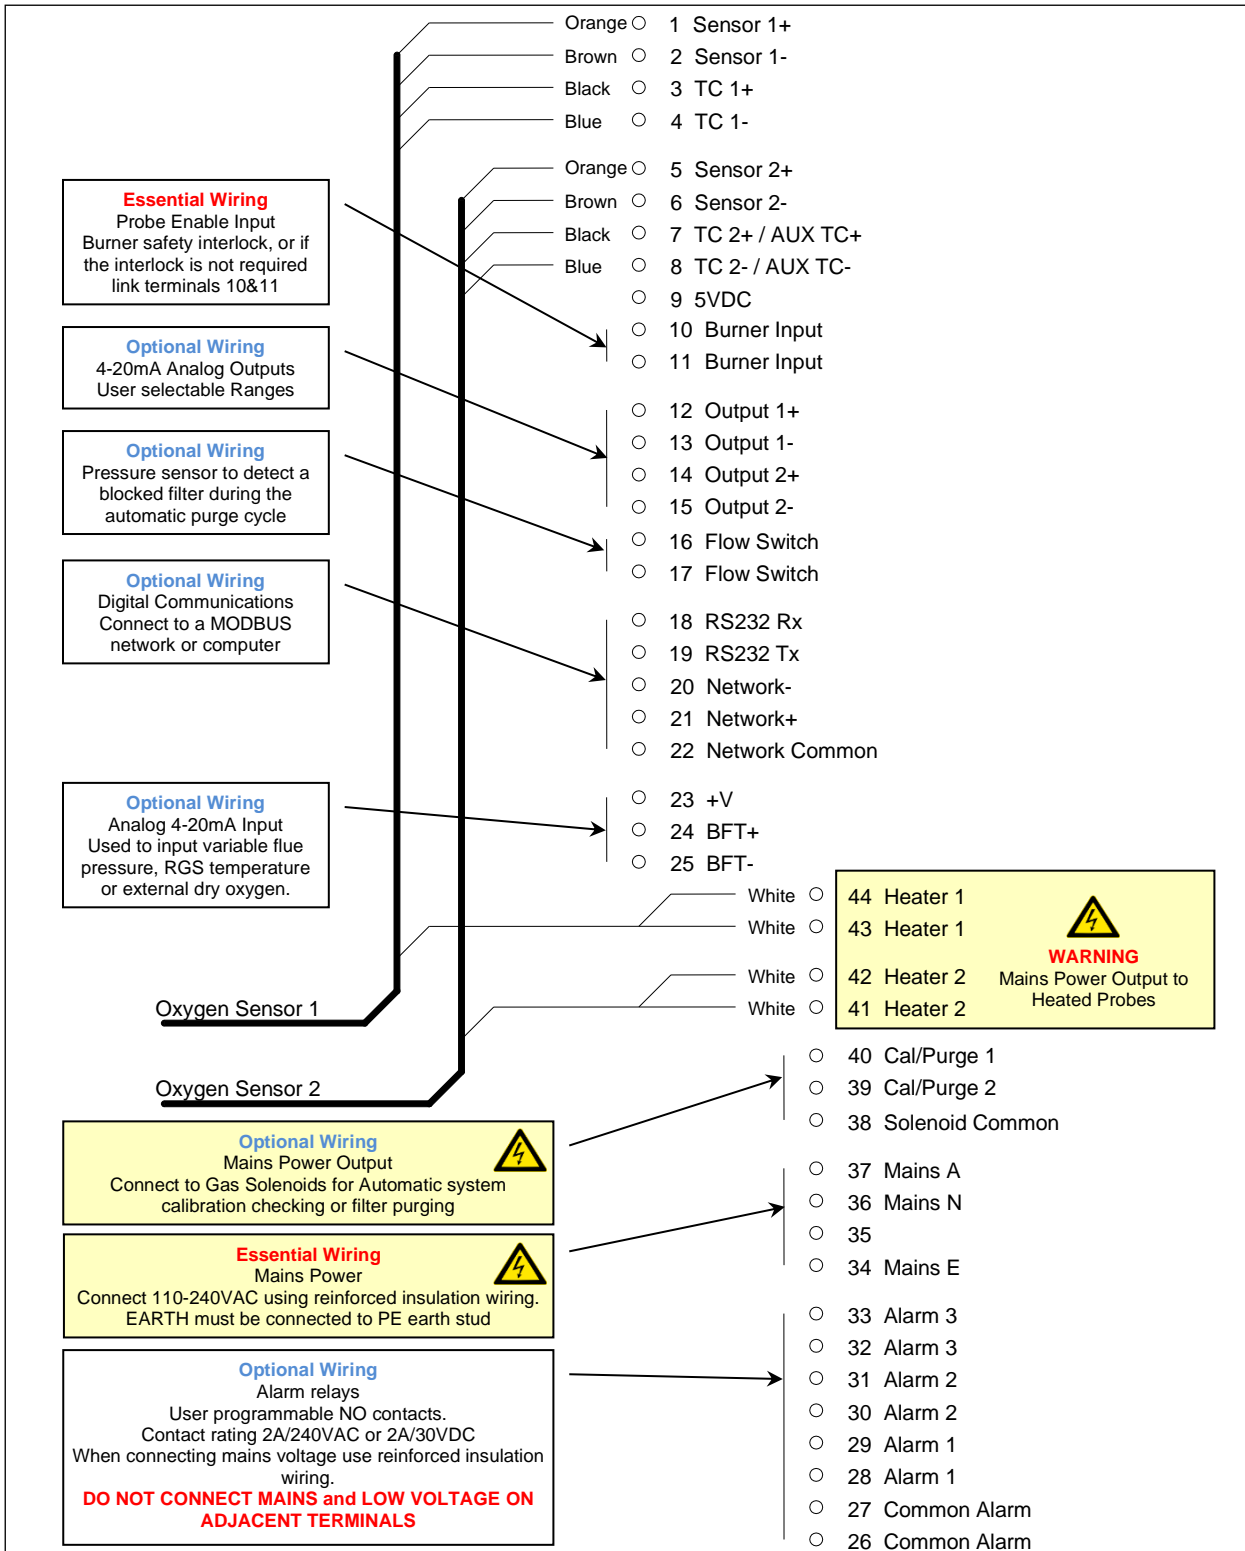 Orange 1 Sensor 1+
Brown 2 Sensor 1-
Black 3 TC 1+
Blue 4 TC 1-
Orange 5 Sensor 2+
Brown 6 Sensor 2-
Black 7 TC 2+ / AUX TC+
Blue 8 TC 2- / AUX TC-
9 5VDC
10 Burner Input
11 Burner Input
12 Output 1+
13 Output 1-
14 Output 2+
15 Output 2-
16 Flow Switch
17 Flow Switch
18 RS232 Rx
19 RS232 Tx
20 Network-
21 Network+
22 Network Common
23 +V
24 BFT+
25 BFT-
Essential Wiring
Probe Enable Input
Burner safety interlock, or if
the interlock is not required
link terminals 10&11
Optional Wiring
4-20mA Analog Outputs
User selectable Ranges
Optional Wiring
Pressure sensor to detect a
blocked filter during the
automatic purge cycle
Optional Wiring
Digital Communications
Connect to a MODBUS
network or computer
Optional Wiring
Analog 4-20mA Input
Used to input variable flue
pressure, RGS temperature
or external dry oxygen.
White 44 Heater 1
White 43 Heater 1
White 42 Heater 2
White 41 Heater 2
WARNING
Mains Power Output to
Heated Probes
Oxygen Sensor 1
Oxygen Sensor 2
40 Cal/Purge 1
39 Cal/Purge 2
38 Solenoid Common
37 Mains A
36 Mains N
35
34 Mains E
33 Alarm 3
32 Alarm 3
31 Alarm 2
30 Alarm 2
29 Alarm 1
28 Alarm 1
27 Common Alarm
26 Common Alarm
Optional Wiring
Mains Power Output
Connect to Gas Solenoids for Automatic system
calibration checking or filter purging
Essential Wiring
Mains Power
Connect 110-240VAC using reinforced insulation wiring.
EARTH must be connected to PE earth stud
Optional Wiring
Alarm relays
User programmable NO contacts.
Contact rating 2A/240VAC or 2A/30VDC
When connecting mains voltage use reinforced insulation
wiring.
DO NOT CONNECT MAINS and LOW VOLTAGE ON
ADJACENT TERMINALS